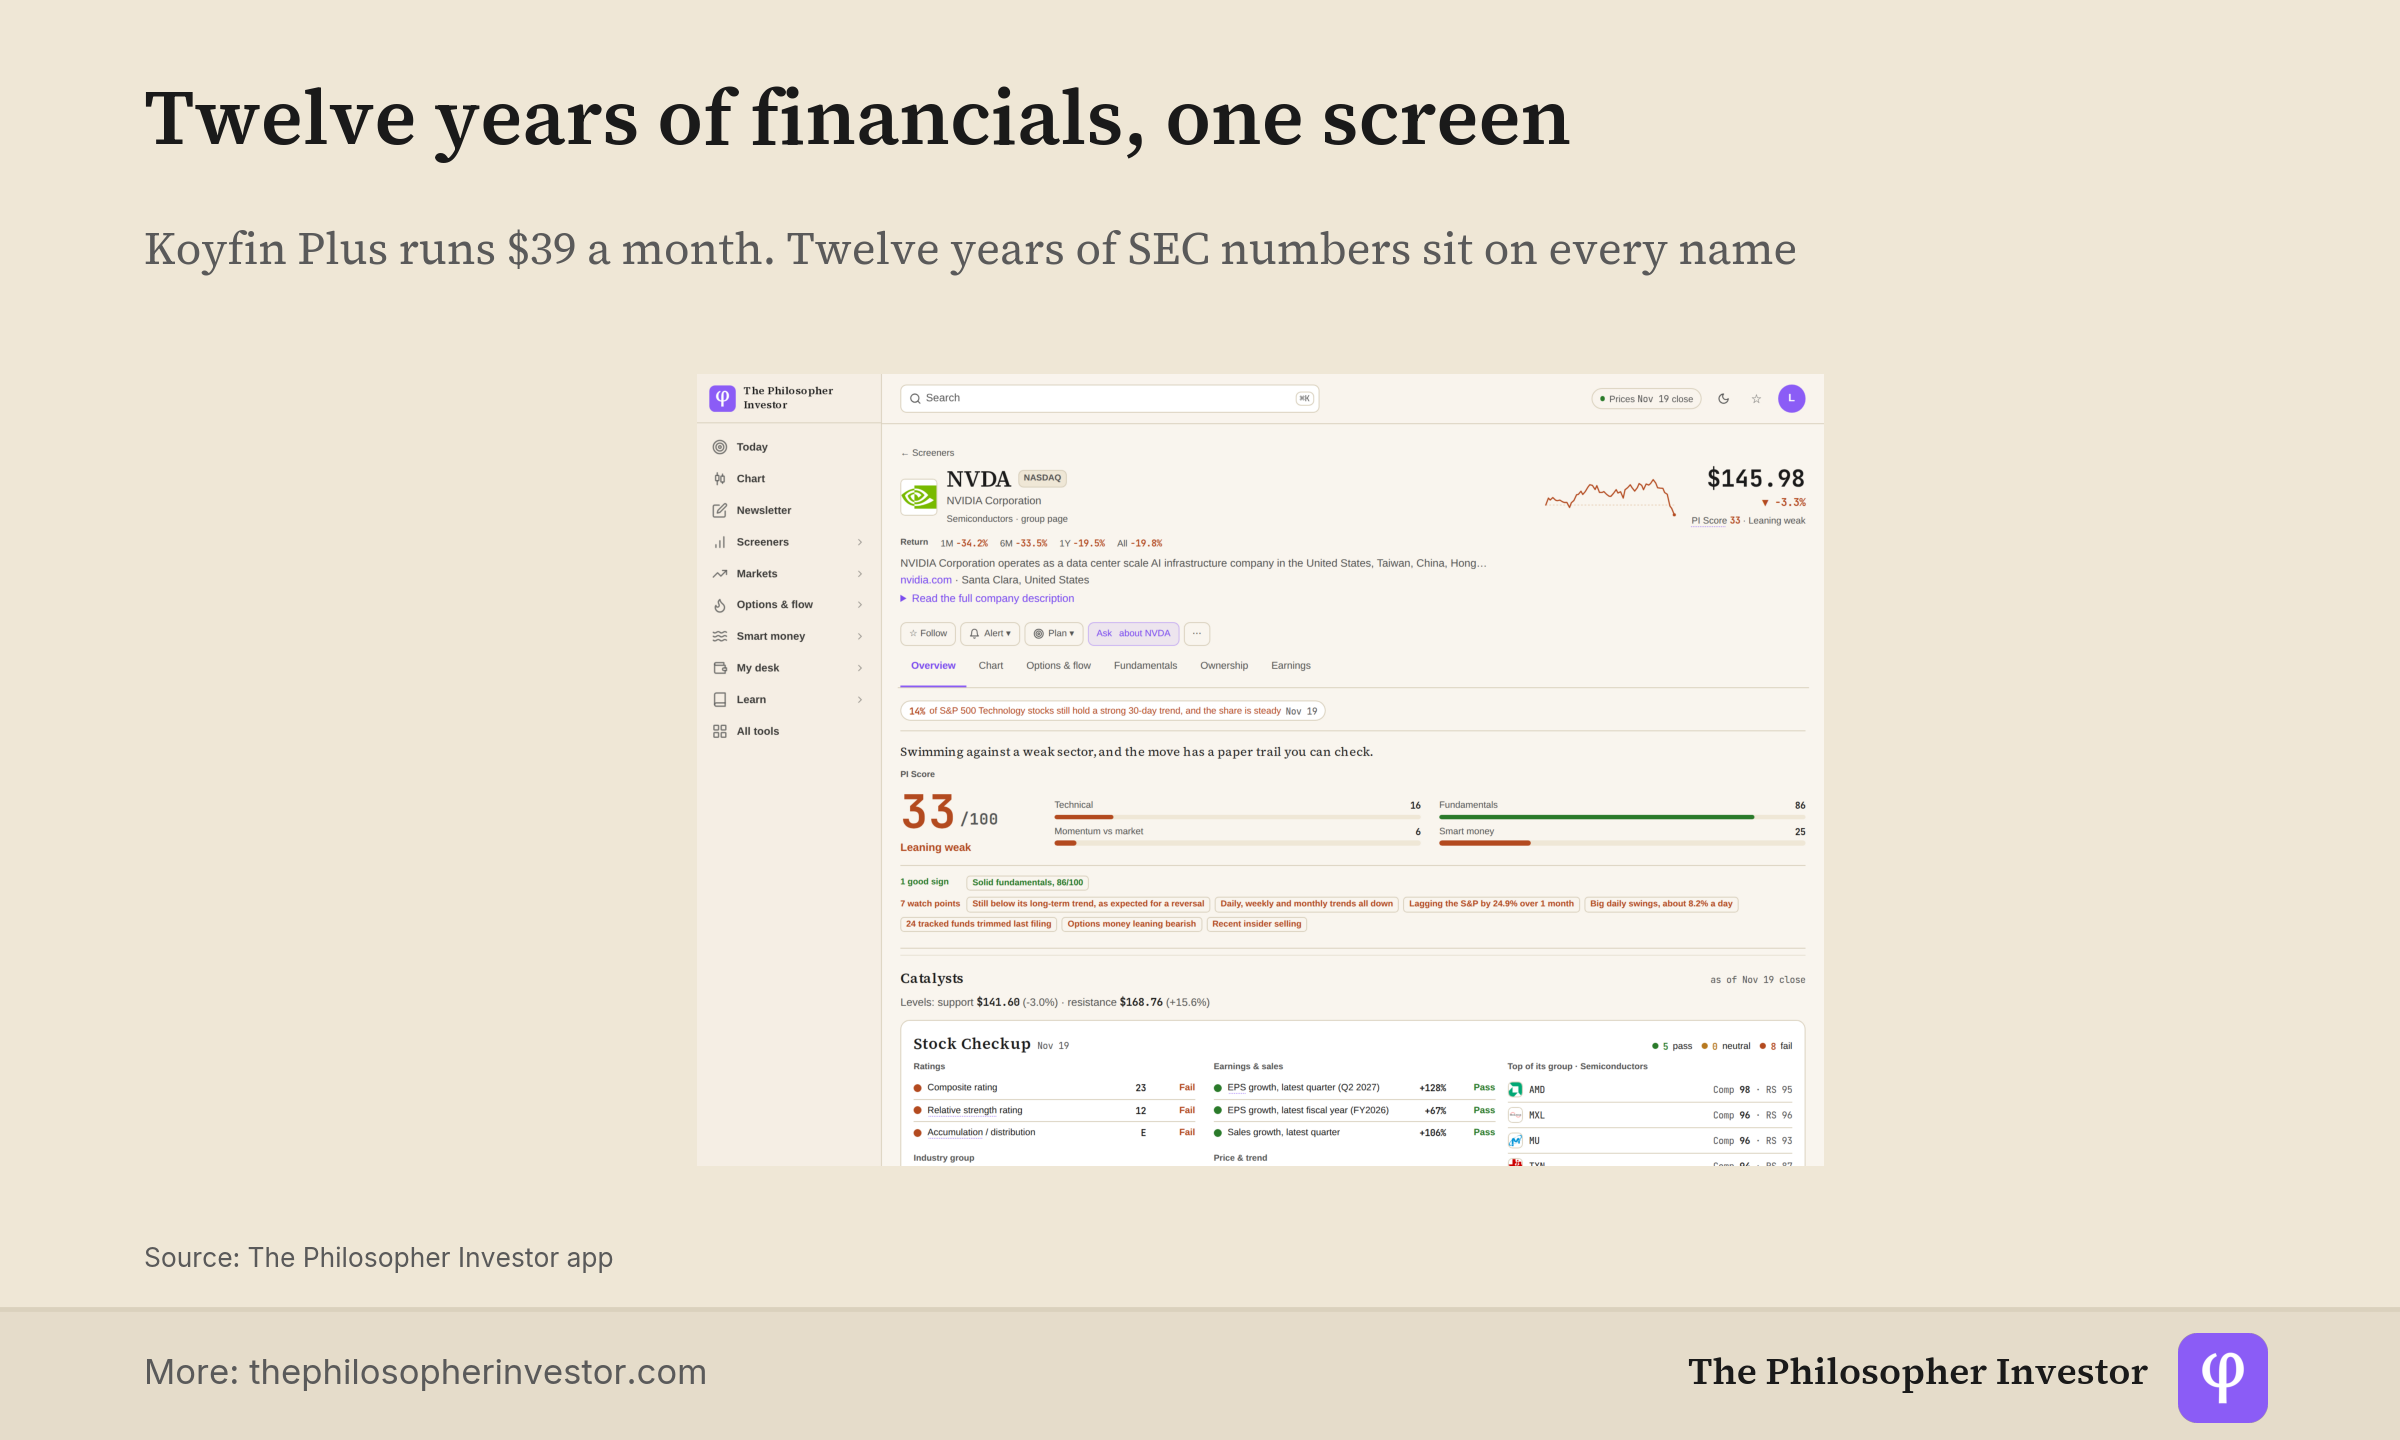 Twelve years of financials, one screen
Koyfin Plus runs $39 a month. Twelve years of SEC numbers sit on every name
φ The Philosopher
Investor
Search ⌘K
Prices Nov 19 close ☆ L
Today
Chart
Newsletter
Screeners
Markets
Options & flow
Smart money
My desk
Learn
All tools
← Screeners
NVDA NASDAQ
NVIDIA Corporation
Semiconductors · group page
$145.98
▼ -3.3%
PI Score 33 · Leaning weak
Return 1M -34.2% 6M -33.5% 1Y -19.5% All -19.8%
NVIDIA Corporation operates as a data center scale AI infrastructure company in the United States, Taiwan, China, Hong…
nvidia.com · Santa Clara, United States
▶ Read the full company description
☆ Follow Alert ▾ Plan ▾ Ask about NVDA ⋯
Overview Chart Options & flow Fundamentals Ownership Earnings
14% of S&P 500 Technology stocks still hold a strong 30-day trend, and the share is steady Nov 19
Swimming against a weak sector, and the move has a paper trail you can check.
PI Score
33 /100
Leaning weak
Technical 16
Fundamentals 86
Momentum vs market 6
Smart money 25
1 good sign Solid fundamentals, 86/100
7 watch points Still below its long-term trend, as expected for a reversal Daily, weekly and monthly trends all down Lagging the S&P by 24.9% over 1 month Big daily swings, about 8.2% a day
24 tracked funds trimmed last filing Options money leaning bearish Recent insider selling
Catalysts as of Nov 19 close
Levels: support $141.60 (-3.0%) · resistance $168.76 (+15.6%)
Stock Checkup Nov 19 5 pass 0 neutral 8 fail
Ratings
Composite rating 23 Fail
Relative strength rating 12 Fail
Accumulation / distribution E Fail
Industry group
Earnings & sales
EPS growth, latest quarter (Q2 2027) +128% Pass
EPS growth, latest fiscal year (FY2026) +67% Pass
Sales growth, latest quarter +106% Pass
Price & trend
Top of its group · Semiconductors
AMD Comp 98 · RS 95
MXL Comp 96 · RS 96
MU Comp 96 · RS 93
Source: The Philosopher Investor app
More: thephilosopherinvestor.com
The Philosopher Investor φ